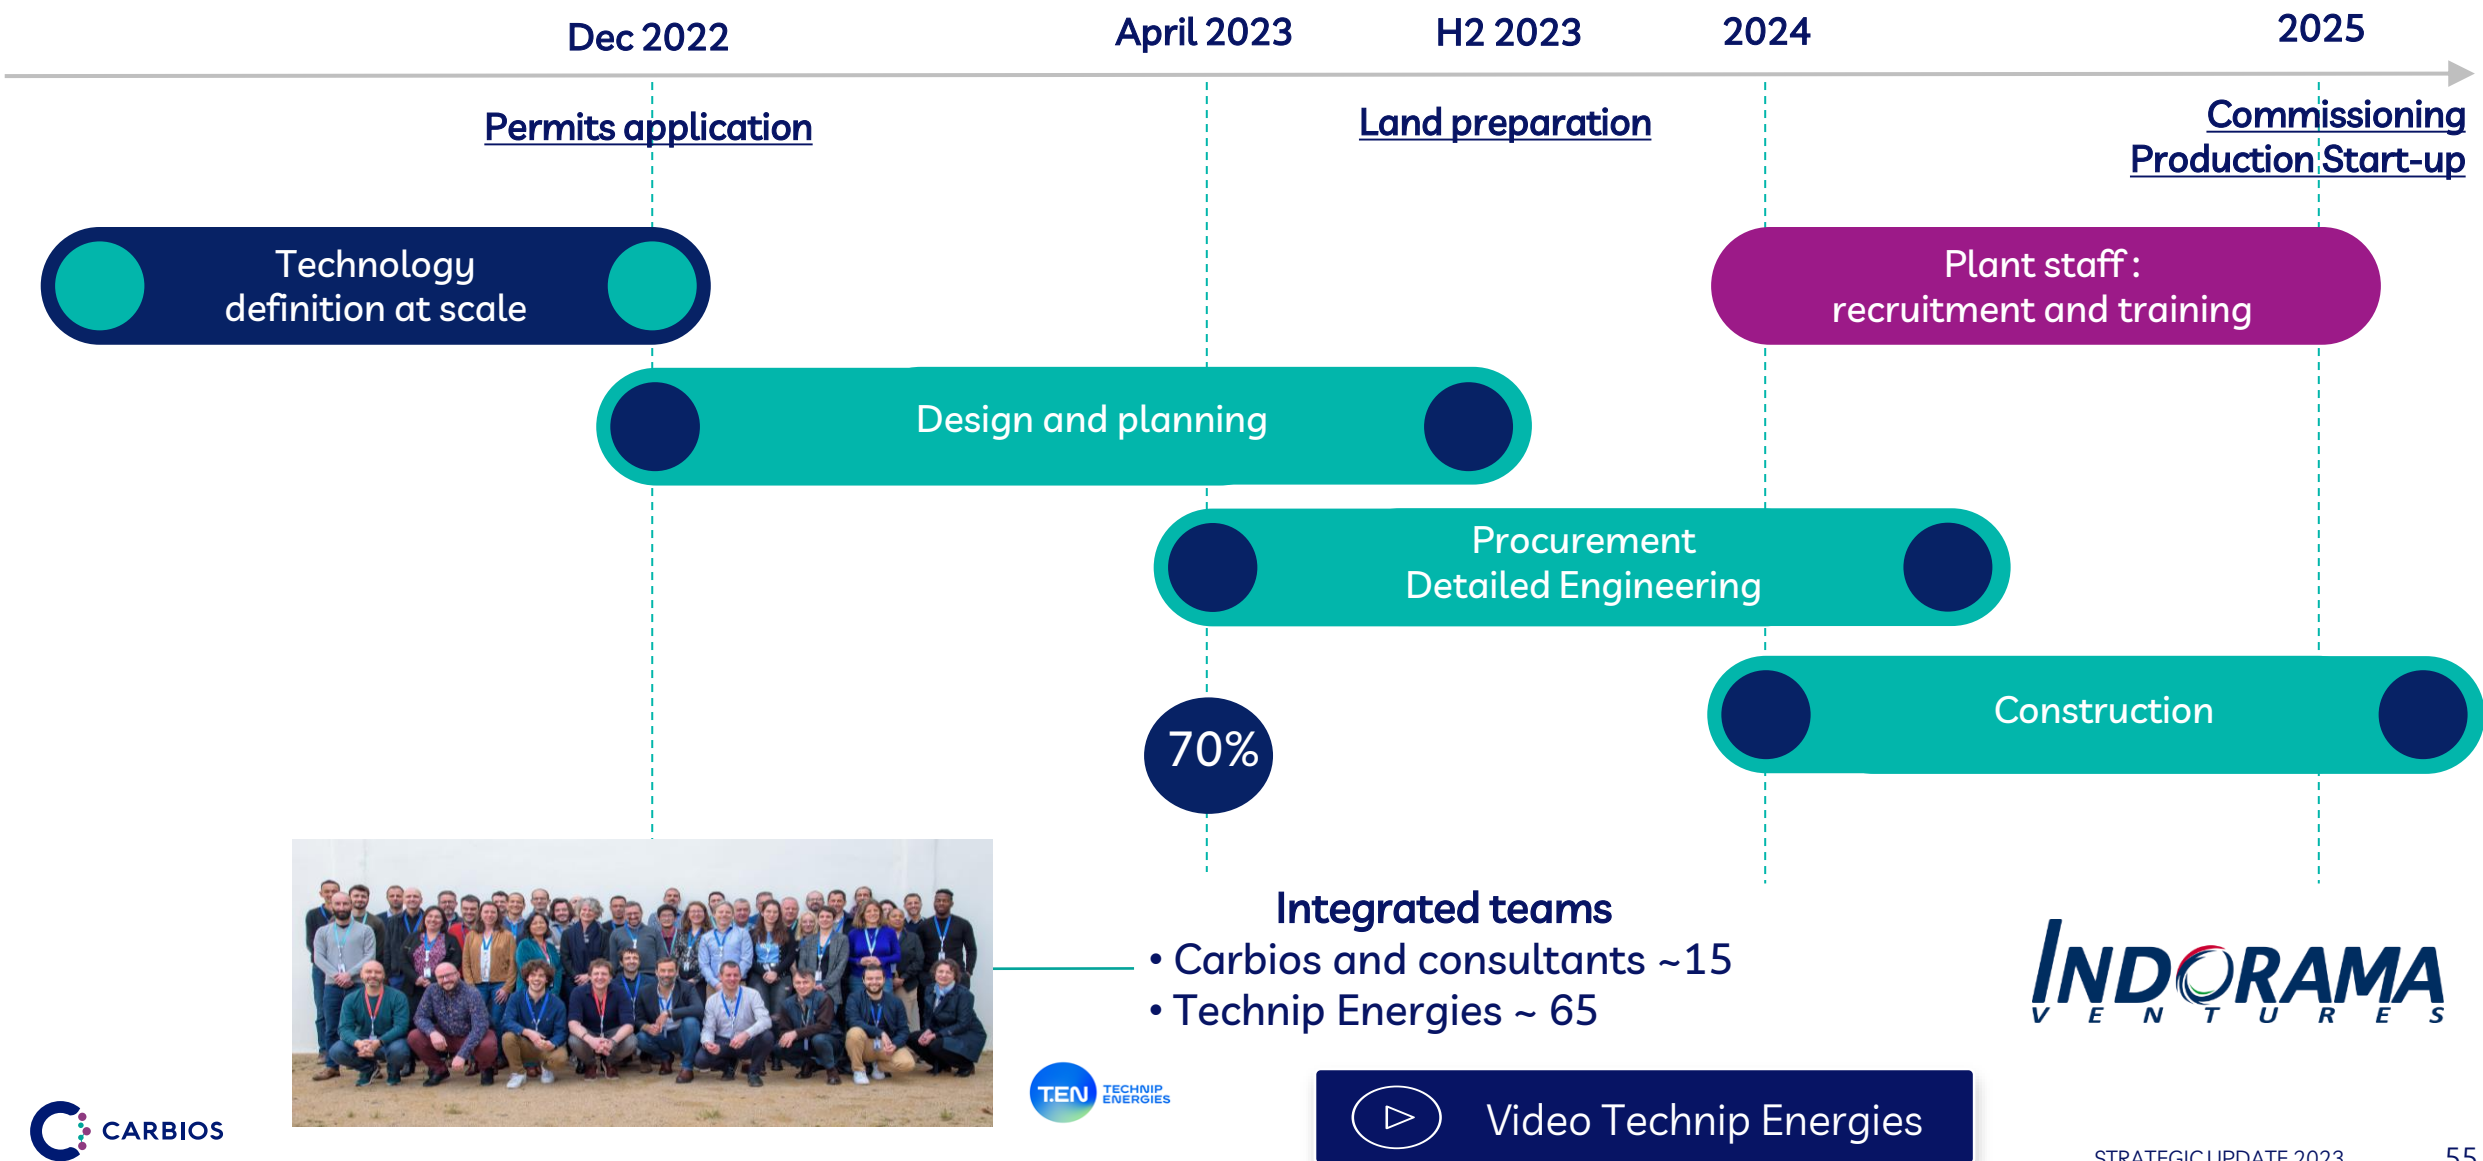 Dec 2022
April 2023
H2 2023
2024
2025
Permits application
Land preparation
Commissioning
Production Start-up
Technology
definition at scale
Plant staff :
recruitment and training
Design and planning
Procurement
Detailed Engineering
Construction
70%
Integrated teams
• Carbios and consultants ~15
• Technip Energies ~ 65
INDORAMA
VENTURES
T.EN
TECHNIP
ENERGIES
Video Technip Energies
CARBIOS
STRATEGIC UPDATE 2023
55